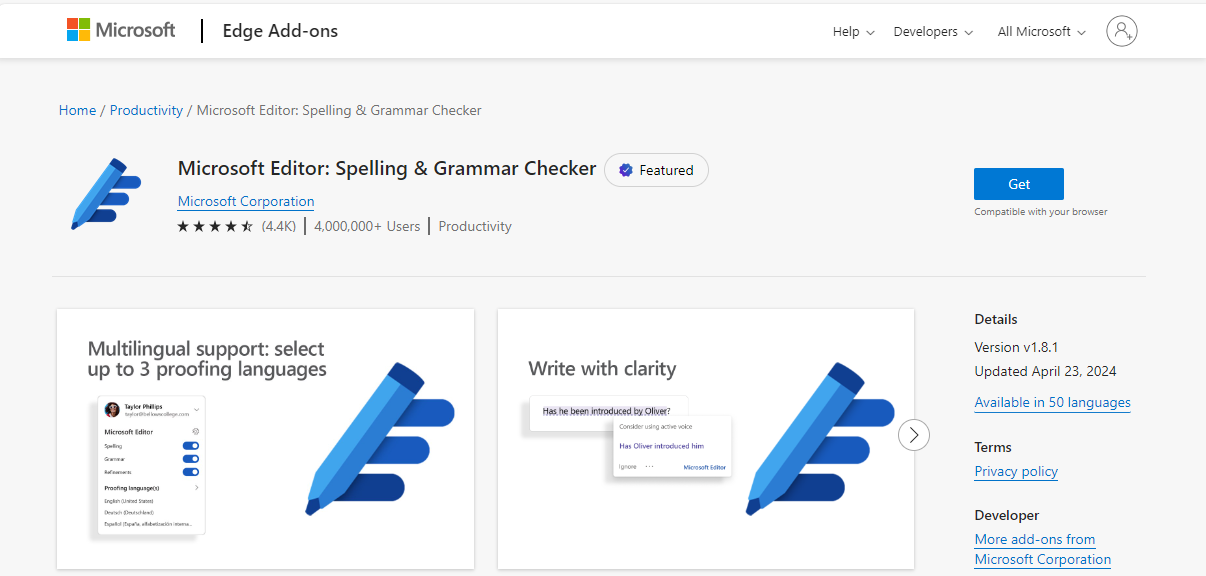 Microsoft | Edge Add-ons Help Developers All Microsoft
Home / Productivity / Microsoft Editor: Spelling & Grammar Checker
Microsoft Editor: Spelling & Grammar Checker Featured
Microsoft Corporation
(4.4K) | 4,000,000+ Users | Productivity
Get
Compatible with your browser
Multilingual support: select
up to 3 proofing languages
Taylor Phillips
Microsoft Editor
Spelling
Grammar
Refinements
Proofing language(s)
English (United States)
Deutsch (Deutschland)
Español (España, alfabetización interna...
Write with clarity
Has he been introduced by Oliver?
Consider using active voice
Has Oliver introduced him
Ignore ... Microsoft Editor
Details
Version v1.8.1
Updated April 23, 2024
Available in 50 languages
Terms
Privacy policy
Developer
More add-ons from
Microsoft Corporation